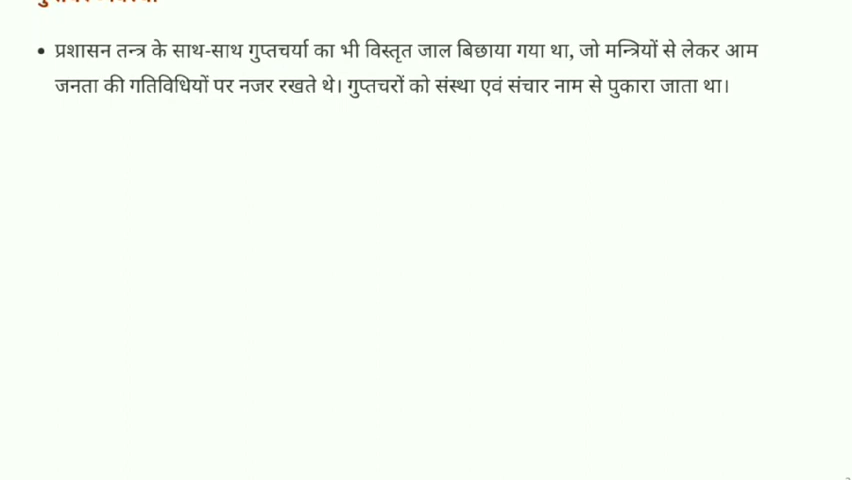 • प्रशासन तन्त्र के साथ-साथ गुप्तचर्या का भी विस्तृत जाल बिछाया गया था, जो मन्त्रियों से लेकर आम
जनता की गतिविधियों पर नजर रखते थे। गुप्तचरों को संस्था एवं संचार नाम से पुकारा जाता था।